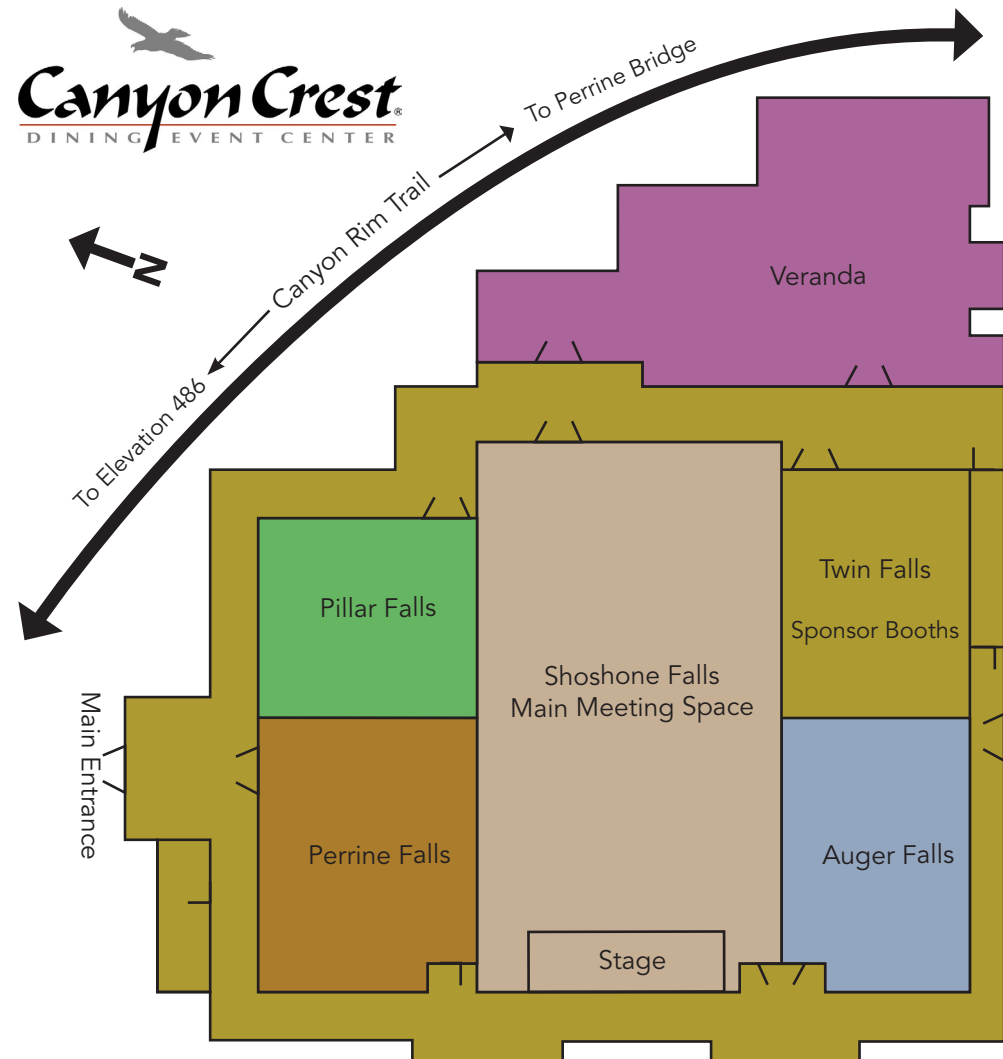 Canyon Crest®
DINING EVENT CENTER
To Perrine Bridge
Canyon Rim Trail
To Elevation 486
N
Veranda
Pillar Falls
Twin Falls
Sponsor Booths
Shoshone Falls
Main Meeting Space
Main Entrance
Perrine Falls
Auger Falls
Stage